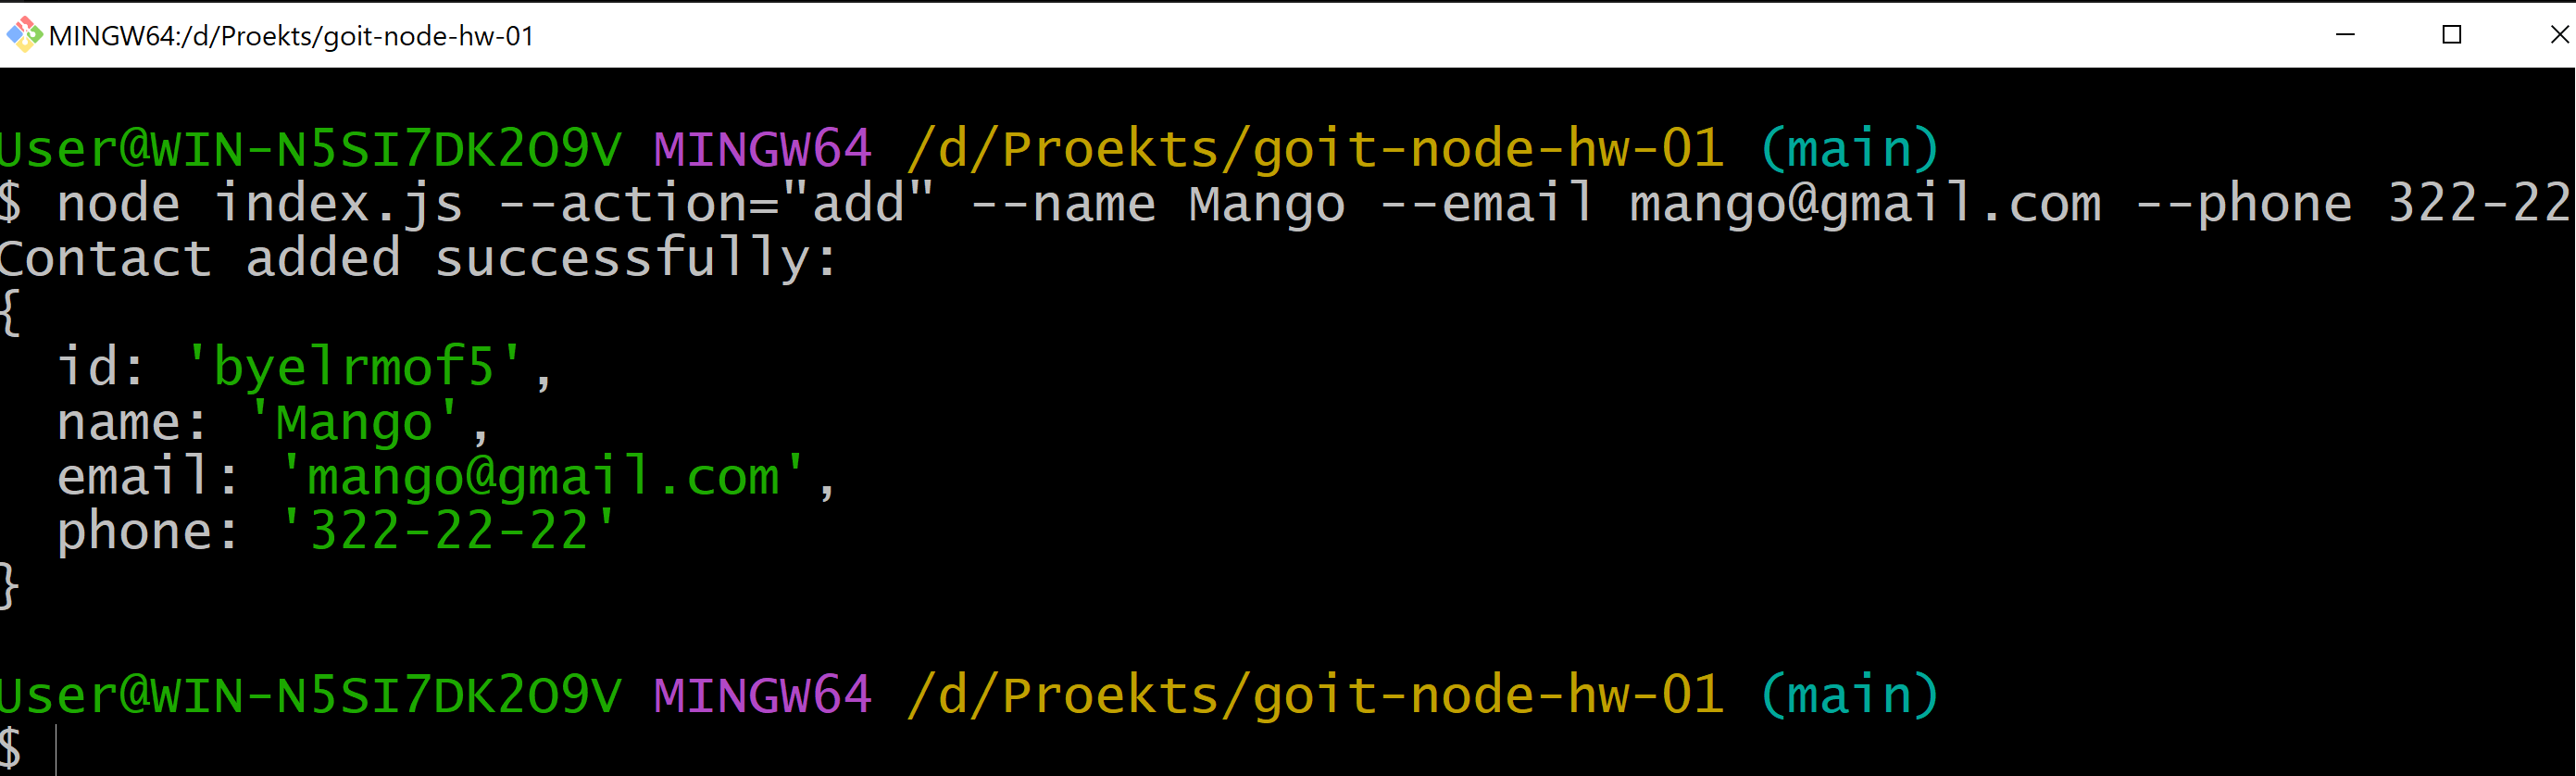 MINGW64:/d/Proekts/goit-node-hw-01
User@WIN-N5SI7DK2O9V MINGW64 /d/Proekts/goit-node-hw-01 (main)
$ node index.js --action="add" --name Mango --email mango@gmail.com --phone 322-22
Contact added successfully:
{
  id: 'byelrmof5',
  name: 'Mango',
  email: 'mango@gmail.com',
  phone: '322-22-22'
}
User@WIN-N5SI7DK2O9V MINGW64 /d/Proekts/goit-node-hw-01 (main)
$